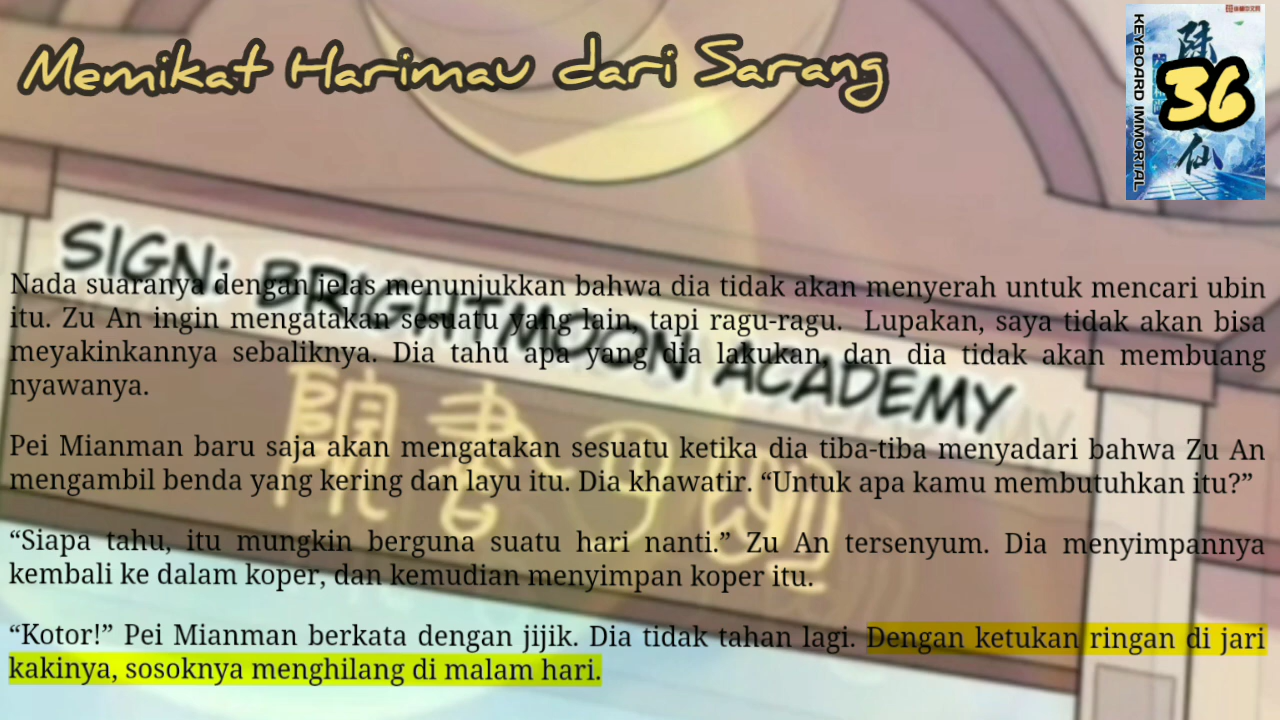 Memikat Harimau dari Sarang
KEYBOARD IMMORTAL
陸
36
仙
SIGN: BRIGHTMOON ACADEMY
院書月明
Nada suaranya dengan jelas menunjukkan bahwa dia tidak akan menyerah untuk mencari ubin
itu. Zu An ingin mengatakan sesuatu yang lain, tapi ragu-ragu. Lupakan, saya tidak akan bisa
meyakinkannya sebaliknya. Dia tahu apa yang dia lakukan, dan dia tidak akan membuang
nyawanya.
Pei Mianman baru saja akan mengatakan sesuatu ketika dia tiba-tiba menyadari bahwa Zu An
mengambil benda yang kering dan layu itu. Dia khawatir. “Untuk apa kamu membutuhkan itu?”
“Siapa tahu, itu mungkin berguna suatu hari nanti.” Zu An tersenyum. Dia menyimpannya
kembali ke dalam koper, dan kemudian menyimpan koper itu.
“Kotor!” Pei Mianman berkata dengan jijik. Dia tidak tahan lagi. Dengan ketukan ringan di jari
kakinya, sosoknya menghilang di malam hari.